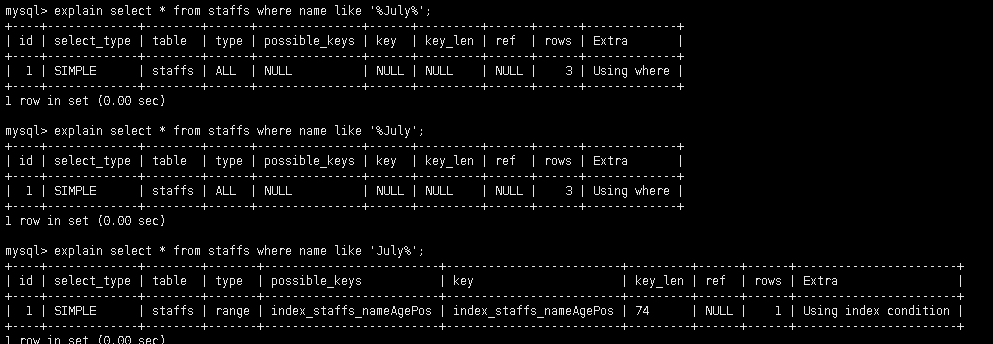 mysql> explain select * from staffs where name like '%July%';
+----+-------------+--------+------+---------------+------+---------+------+------+-------------+
| id | select_type | table  | type | possible_keys | key  | key_len | ref  | rows | Extra       |
+----+-------------+--------+------+---------------+------+---------+------+------+-------------+
|  1 | SIMPLE      | staffs | ALL  | NULL          | NULL | NULL    | NULL |    3 | Using where |
+----+-------------+--------+------+---------------+------+---------+------+------+-------------+
1 row in set (0.00 sec)
mysql> explain select * from staffs where name like '%July';
+----+-------------+--------+------+---------------+------+---------+------+------+-------------+
| id | select_type | table  | type | possible_keys | key  | key_len | ref  | rows | Extra       |
+----+-------------+--------+------+---------------+------+---------+------+------+-------------+
|  1 | SIMPLE      | staffs | ALL  | NULL          | NULL | NULL    | NULL |    3 | Using where |
+----+-------------+--------+------+---------------+------+---------+------+------+-------------+
1 row in set (0.00 sec)
mysql> explain select * from staffs where name like 'July%';
+----+-------------+--------+-------+-----------------------+-----------------------+---------+------+------+-----------------------+
| id | select_type | table  | type  | possible_keys         | key                   | key_len | ref  | rows | Extra                 |
+----+-------------+--------+-------+-----------------------+-----------------------+---------+------+------+-----------------------+
|  1 | SIMPLE      | staffs | range | index_staffs_nameAgePos | index_staffs_nameAgePos | 74      | NULL |    1 | Using index condition |
+----+-------------+--------+-------+-----------------------+-----------------------+---------+------+------+-----------------------+
1 row in set (0.00 sec)